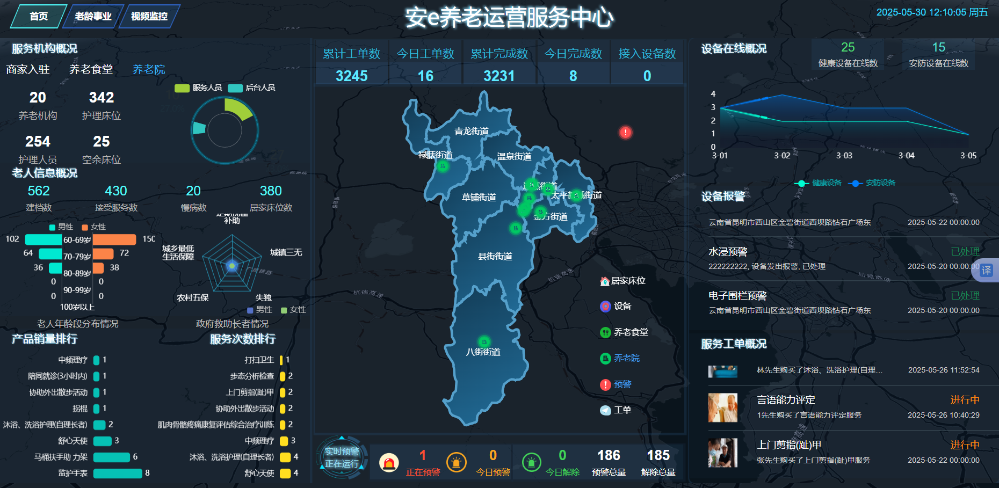 首页
老龄事业
视频监控
安e养老运营服务中心
2025-05-30 12:10:05 周五
服务机构概况
商家入驻
养老食堂
养老院
20
养老机构
342
护理床位
254
护理人员
25
空余床位
服务人员
后台人员
老人信息概况
562
建档数
430
接受服务数
20
慢病数
380
居家床位数
男性
女性
102
60-69岁
150
64
70-79岁
72
36
80-89岁
38
0
90-99岁
0
0
100岁以上
0
老人年龄段分布情况
补助
城乡最低
生活保障
城镇三无
农村五保
失独
男性
女性
政府救助长者情况
产品销量排行
中频理疗 1
陪同就诊(3小时内) 1
协助外出散步活动 1
拐棍 1
沐浴、洗浴护理(自理长者) 2
舒心天使 3
马桶扶手助 力架 6
监护手表 8
服务次数排行
打扫卫生 1
步态分析检查 2
上门剪指(趾)甲 2
协助外出散步活动 2
肌肉骨骼疼痛康复评估综合治疗训练 2
中频理疗 3
沐浴、洗浴护理(自理长者) 4
舒心天使 4
累计工单数
3245
今日工单数
16
累计完成数
3231
今日完成数
8
接入设备数
0
青龙街道
禄脿街道
温泉街道
草铺街道
太平新城街道
金方街道
县街街道
八街街道
杭瑞高速
杭瑞高速
居家床位
设备
养老食堂
养老院
预警
工单
实时预警
正在运行
1
正在预警
0
今日预警
0
今日解除
186
预警总量
185
解除总量
设备在线概况
25
健康设备在线数
15
安防设备在线数
4
3
2
1
0
3-01
3-02
3-03
3-04
3-05
健康设备
安防设备
设备报警
云南省昆明市西山区金碧街道西坝路钻石广场东
2025-05-22 00:00:00
水浸预警
已处理
222222222, 设备发出报警, 已处理
2025-05-20 00:00:00
译
汕昆高速
电子围栏预警
已处理
云南省昆明市西山区金碧街道西坝路钻石广场东
2025-05-20 00:00:00
服务工单概况
林先生购买了沐浴、洗浴护理(自理...
2025-05-26 11:52:54
言语能力评定
进行中
1先生购买了言语能力评定服务
2025-05-26 10:40:29
上门剪指(趾)甲
进行中
张先生购买了上门剪指(趾)甲服务
2025-05-22 00:00:00